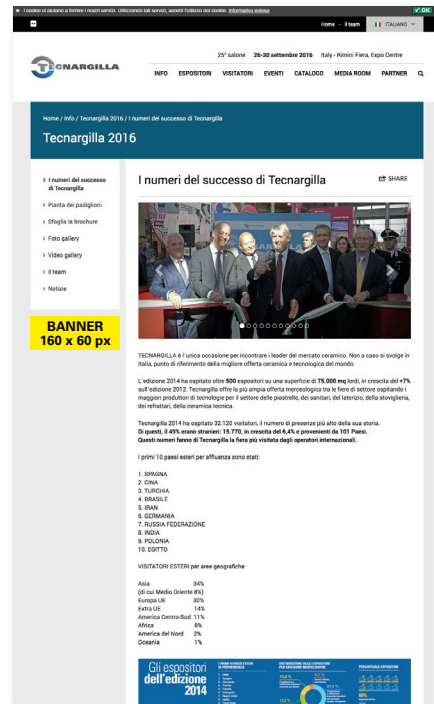 I cookie ci aiutano a fornire i nostri servizi. Utilizzando tali servizi, accetti l'utilizzo dei cookie. Informativa estesa
OK
Home - Il team
ITALIANO
TECNARGILLA
25° salone 26-30 settembre 2016 Italy - Rimini Fiera, Expo Centre
INFO ESPOSITORI VISITATORI EVENTI CATALOGO MEDIA ROOM PARTNER
Home / Info / Tecnargilla 2016 / I numeri del successo di Tecnargilla
Tecnargilla 2016
> I numeri del successo
di Tecnargilla
> Pianta dei padiglioni
> Sfoglia la brochure
> Foto gallery
> Video gallery
> Il team
> Notizie
BANNER
160 x 60 px
I numeri del successo di Tecnargilla
SHARE
TECNARGILLA è l'unica occasione per incontrare i leader del mercato ceramico. Non a caso si svolge in
Italia, punto di riferimento della migliore offerta ceramica e tecnologica del mondo.
L'edizione 2014 ha ospitato oltre 500 espositori su una superficie di 75.000 mq lordi, in crescita del +7%
sull'edizione 2012. Tecnargilla offre la più ampia offerta merceologica tra le fiere di settore ospitando i
maggiori produttori di tecnologie per il settore delle piastrelle, dei sanitari, del laterizio, della stoviglieria,
dei refrattari, della ceramica tecnica.
Tecnargilla 2014 ha ospitato 32.120 visitatori, il numero di presenze più alto della sua storia.
Di questi, il 49% erano stranieri: 15.770, in crescita del 6,4% e provenienti da 101 Paesi.
Questi numeri fanno di Tecnargilla la fiera più visitata dagli operatori internazionali.
I primi 10 paesi esteri per affluenza sono stati:
1. SPAGNA
2. CINA
3. TURCHIA
4. BRASILE
5. IRAN
6. GERMANIA
7. RUSSIA FEDERAZIONE
8. INDIA
9. POLONIA
10. EGITTO
VISITATORI ESTERI per aree geografiche
Asia 34%
(di cui Medio Oriente 8%)
Europa UE 30%
Extra UE 14%
America Centro-Sud 11%
Africa 8%
America del Nord 2%
Oceania 1%
Gli espositori
dell'edizione
2014